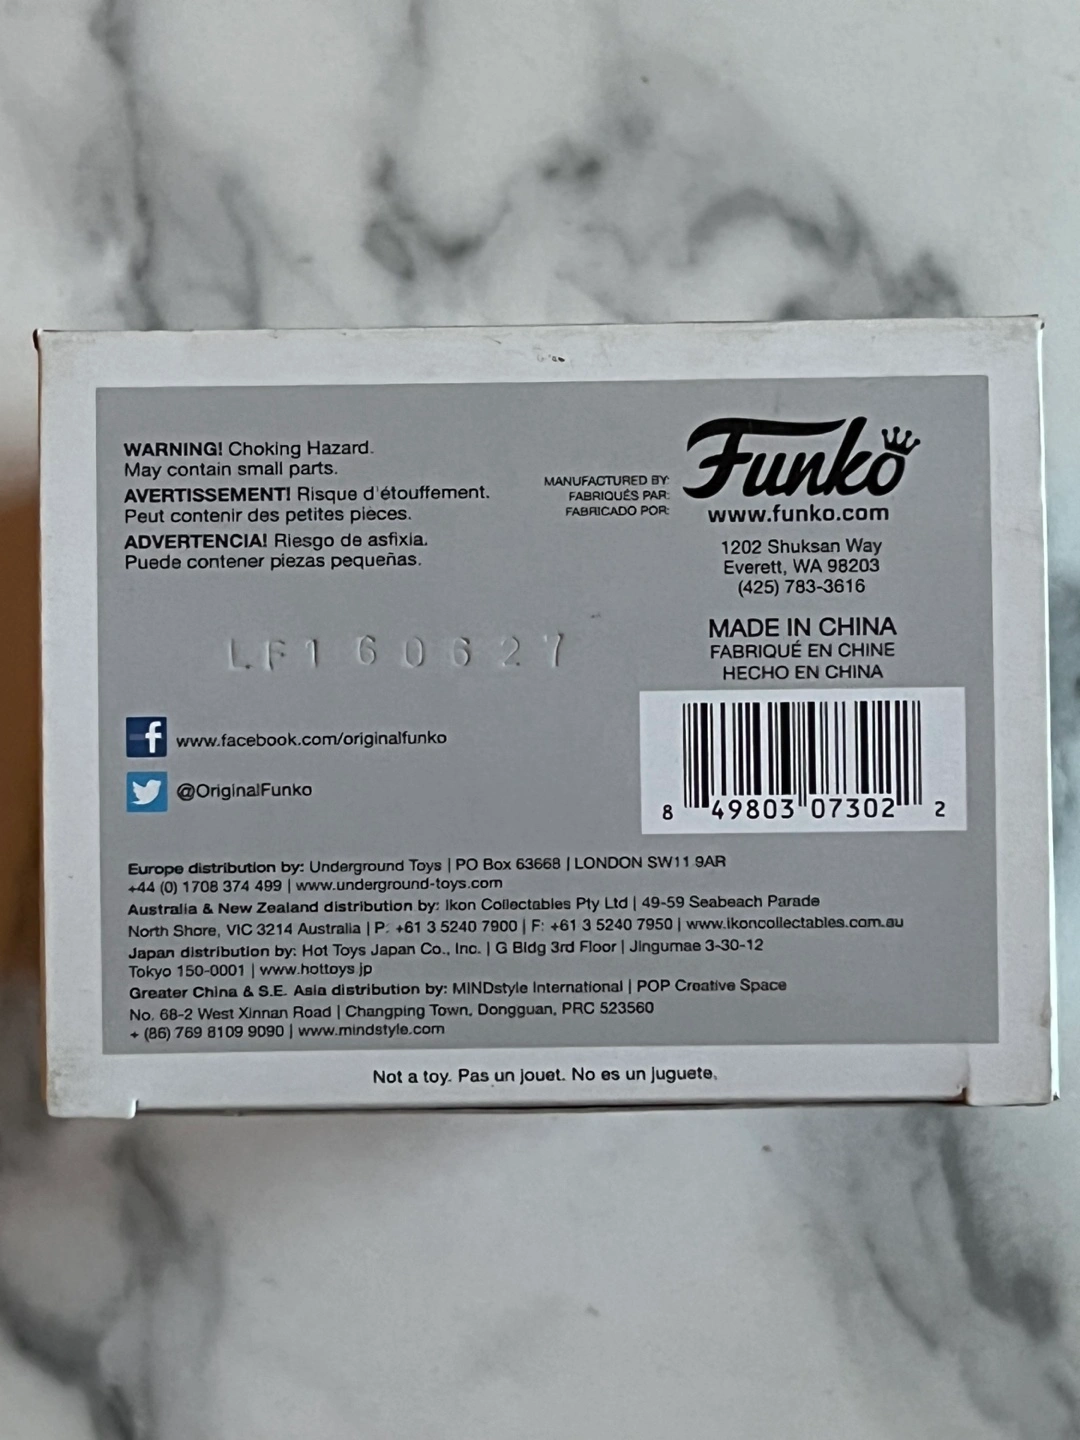 WARNING! Choking Hazard.
May contain small parts.
AVERTISSEMENT! Risque d'étouffement.
Peut contenir des petites pièces.
ADVERTENCIA! Riesgo de asfixia.
Puede contener piezas pequeñas.
MANUFACTURED BY:
FABRIQUÉS PAR:
FABRICADO POR:
Funko
www.funko.com
1202 Shuksan Way
Everett, WA 98203
(425) 783-3616
MADE IN CHINA
FABRIQUÉ EN CHINE
HECHO EN CHINA
LF160627
f www.facebook.com/originalfunko
@OriginalFunko
8 49803 07302 2
Europe distribution by: Underground Toys | PO Box 63668 | LONDON SW11 9AR
+44 (0) 1708 374 499 | www.underground-toys.com
Australia & New Zealand distribution by: Ikon Collectables Pty Ltd | 49-59 Seabeach Parade
North Shore, VIC 3214 Australia | P: +61 3 5240 7900 | F: +61 3 5240 7950 | www.ikoncollectables.com.au
Japan distribution by: Hot Toys Japan Co., Inc. | G Bldg 3rd Floor | Jingumae 3-30-12
Tokyo 150-0001 | www.hottoys.jp
Greater China & S.E. Asia distribution by: MINDstyle International | POP Creative Space
No. 68-2 West Xinnan Road | Changping Town, Dongguan, PRC 523560
+ (86) 769 8109 9090 | www.mindstyle.com
Not a toy. Pas un jouet. No es un juguete.